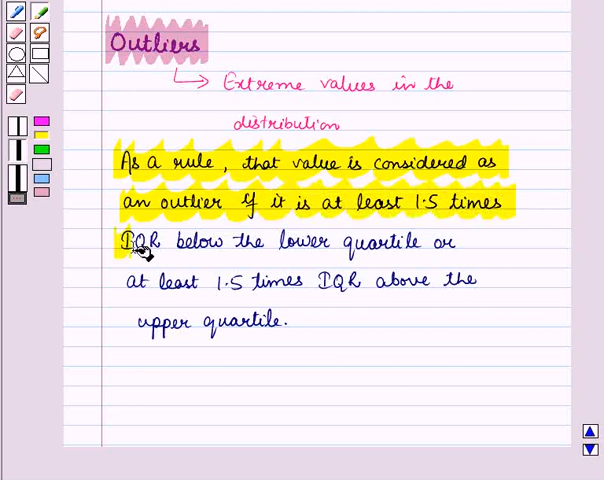 Outliers
Extreme values in the
distribution
As a rule, that value is considered as
an outlier if it is at least 1.5 times
IQR below the lower quartile or
at least 1.5 times IQR above the
upper quartile.